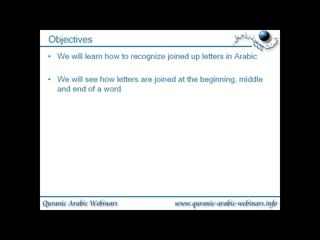 Objectives
• We will learn how to recognize joined up letters in Arabic
• We will see how letters are joined at the beginning, middle
and end of a word
Quranic Arabic Webinars
www.quranic-arabic-webinars.info